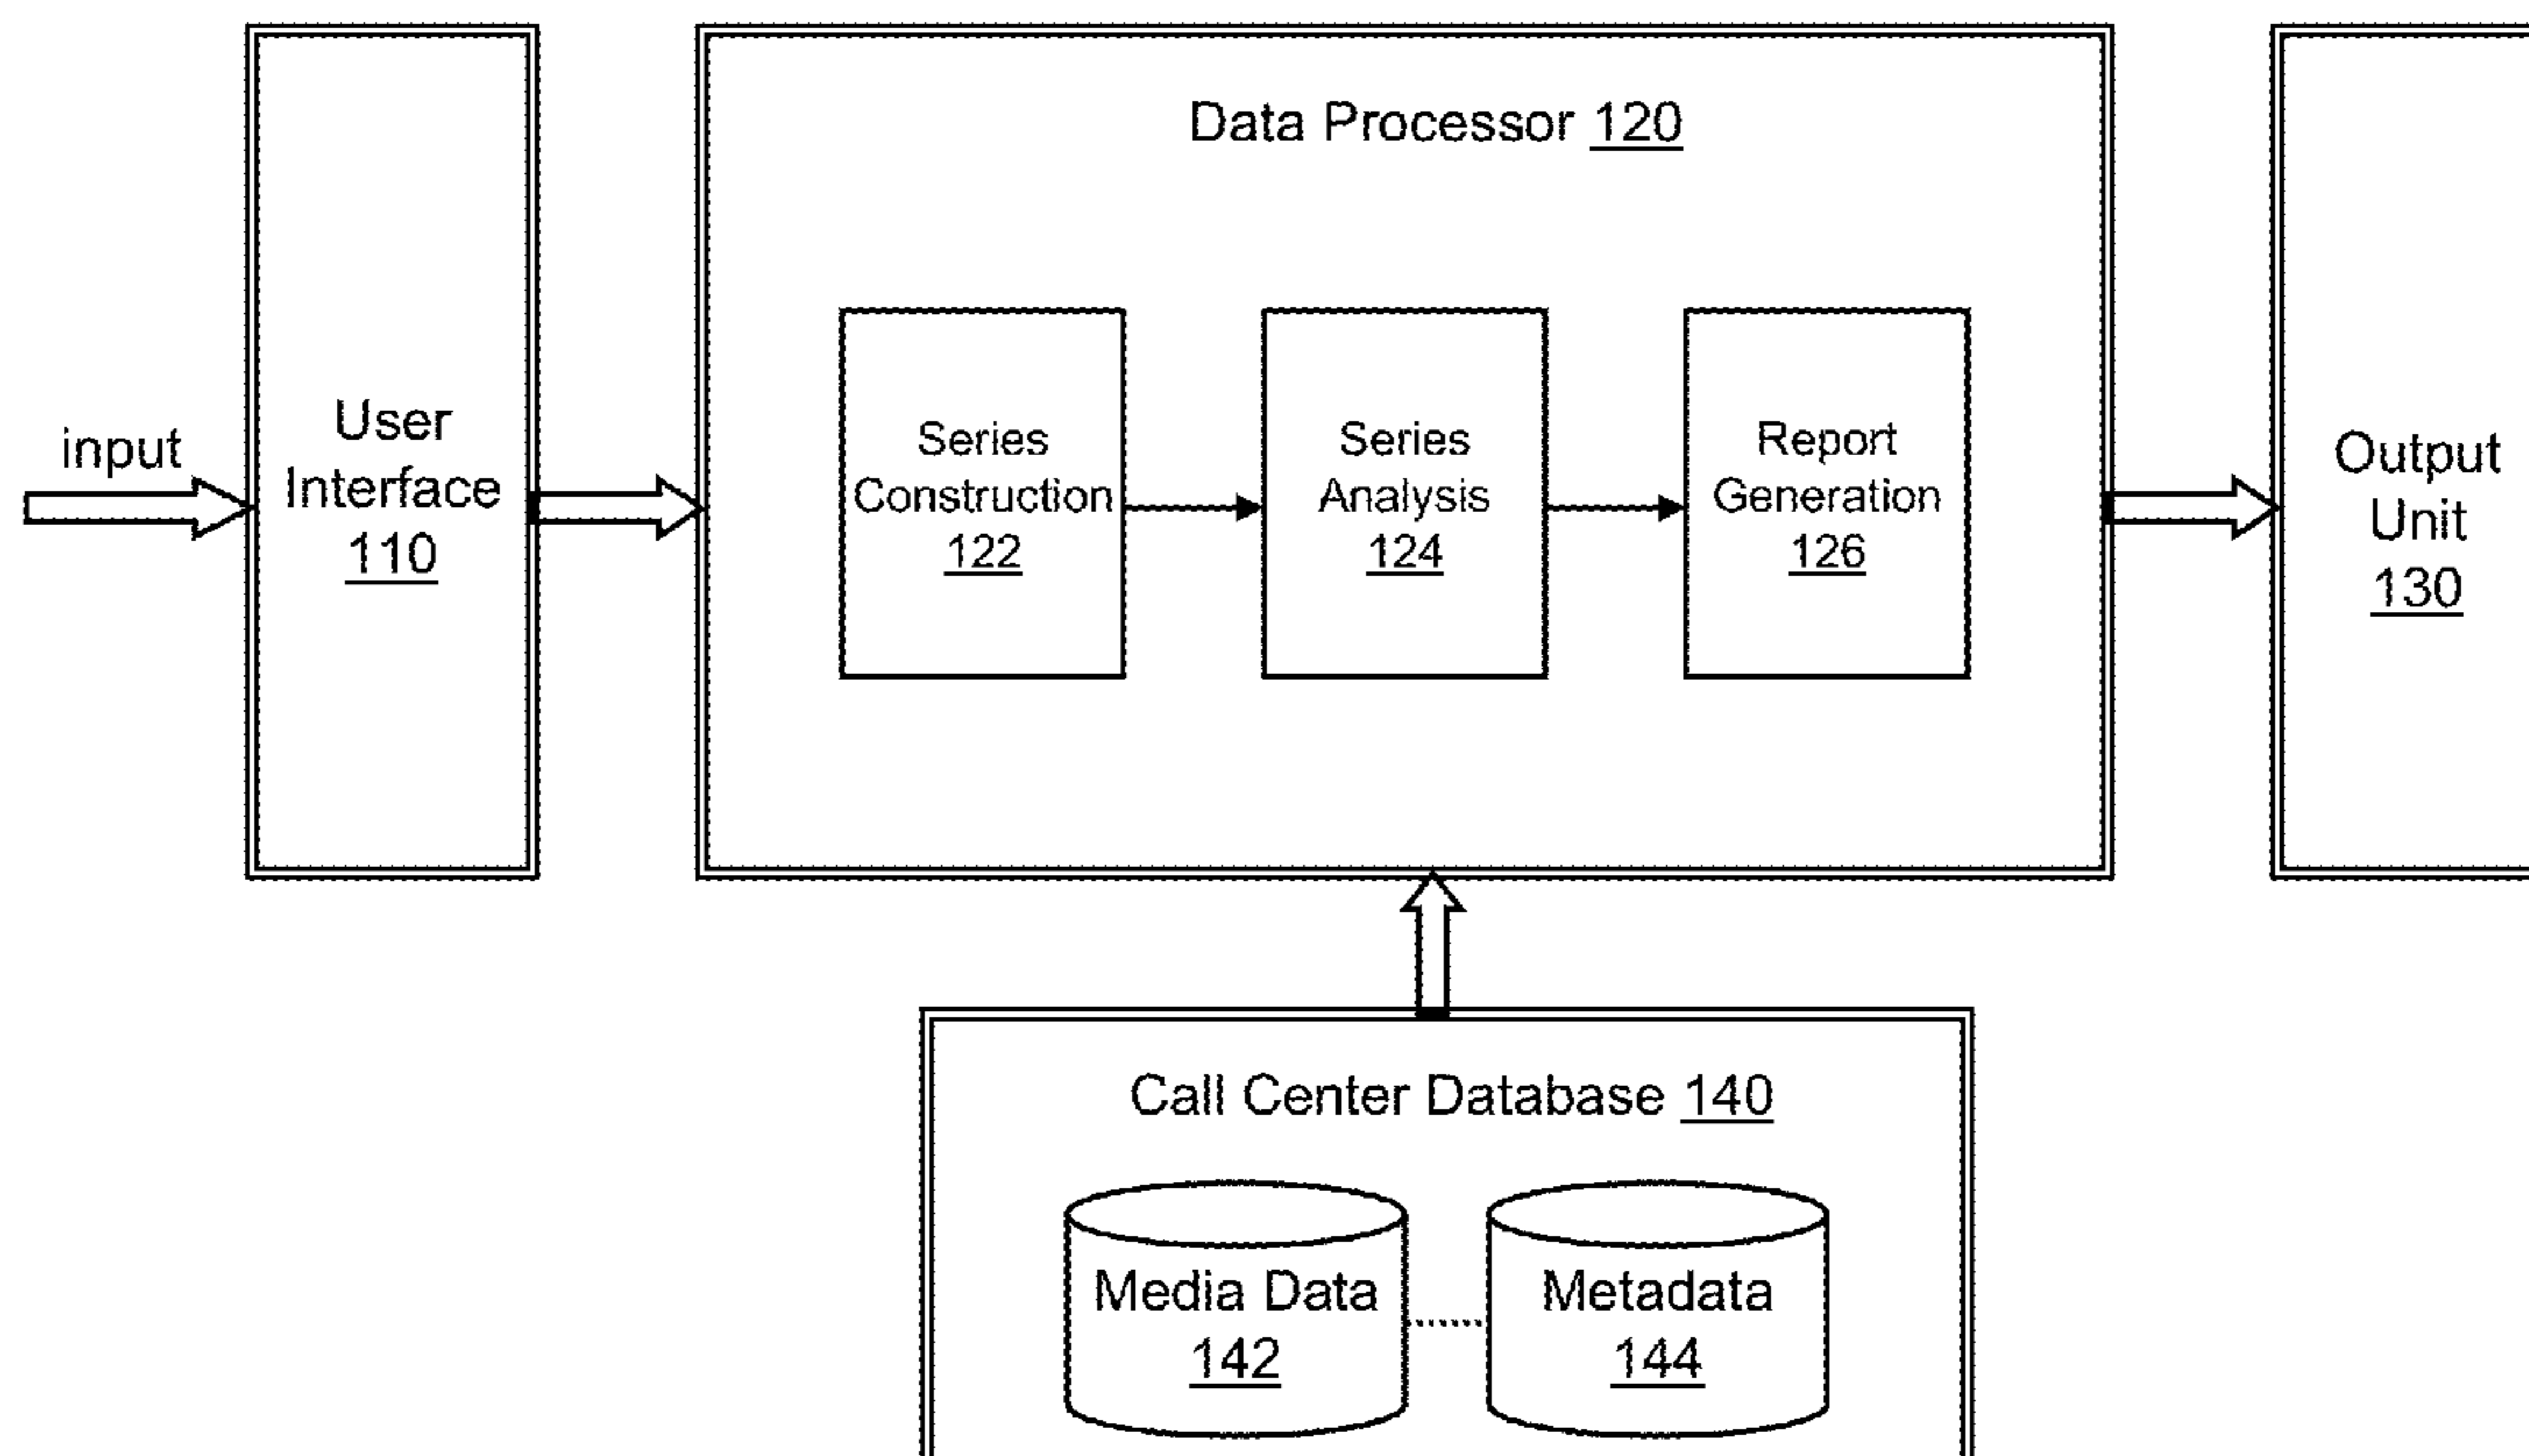 Data Processor 120
input
User
Interface
110
Series
Construction
122
Series
Analysis
124
Report
Generation
126
Output
Unit
130
Call Center Database 140
Media Data
142
Metadata
144